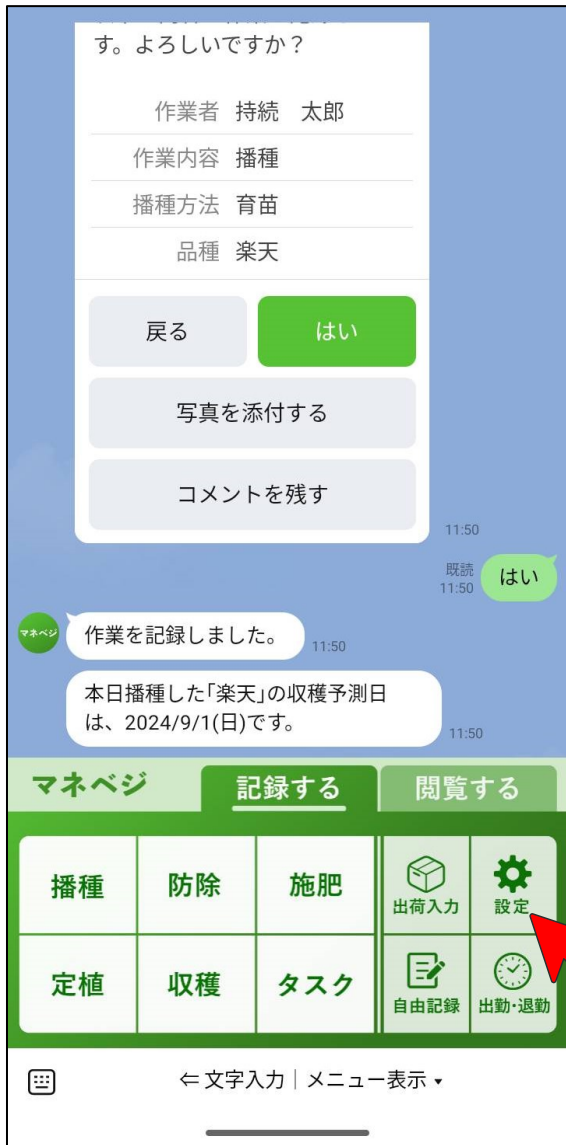 す。よろしいですか？
作業者 持続　太郎
作業内容 播種
播種方法 育苗
品種 楽天
戻る
はい
写真を添付する
コメントを残す
11:50
既読
11:50
はい
マネベジ
作業を記録しました。
11:50
本日播種した「楽天」の収穫予測日
は、2024/9/1(日)です。
11:50
マネベジ
記録する
閲覧する
播種
防除
施肥
出荷入力
設定
定植
収穫
タスク
自由記録
出勤・退勤
⇐ 文字入力｜メニュー表示 ▾